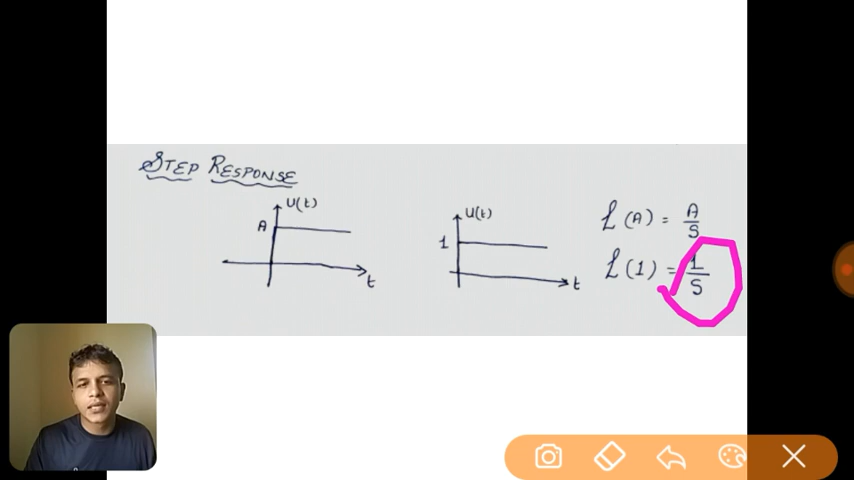 STEP RESPONSE
U(t)
A
t
U(t)
1
t
ℒ(A) = A/S
ℒ(1) = 1/S